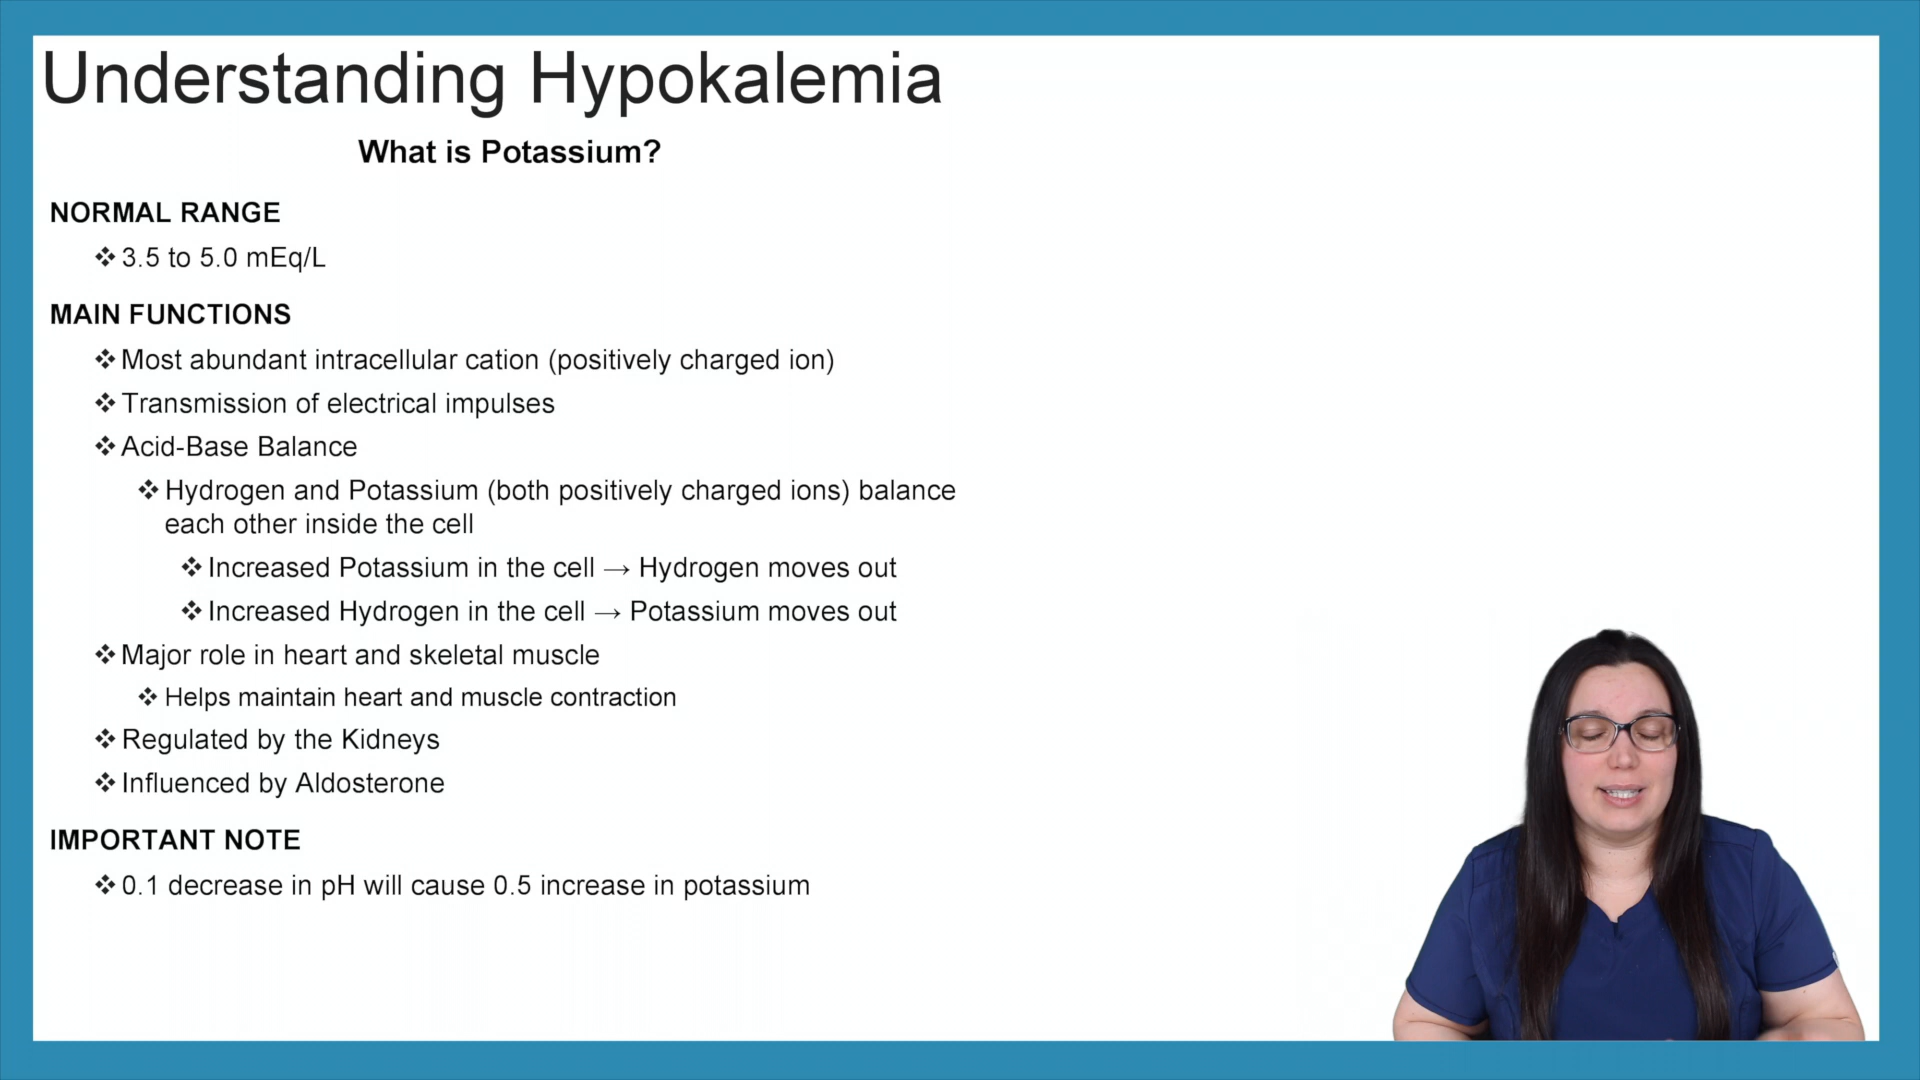 Understanding Hypokalemia
What is Potassium?
NORMAL RANGE
❖ 3.5 to 5.0 mEq/L
MAIN FUNCTIONS
❖ Most abundant intracellular cation (positively charged ion)
❖ Transmission of electrical impulses
❖ Acid-Base Balance
❖ Hydrogen and Potassium (both positively charged ions) balance
each other inside the cell
❖ Increased Potassium in the cell → Hydrogen moves out
❖ Increased Hydrogen in the cell → Potassium moves out
❖ Major role in heart and skeletal muscle
❖ Helps maintain heart and muscle contraction
❖ Regulated by the Kidneys
❖ Influenced by Aldosterone
IMPORTANT NOTE
❖ 0.1 decrease in pH will cause 0.5 increase in potassium